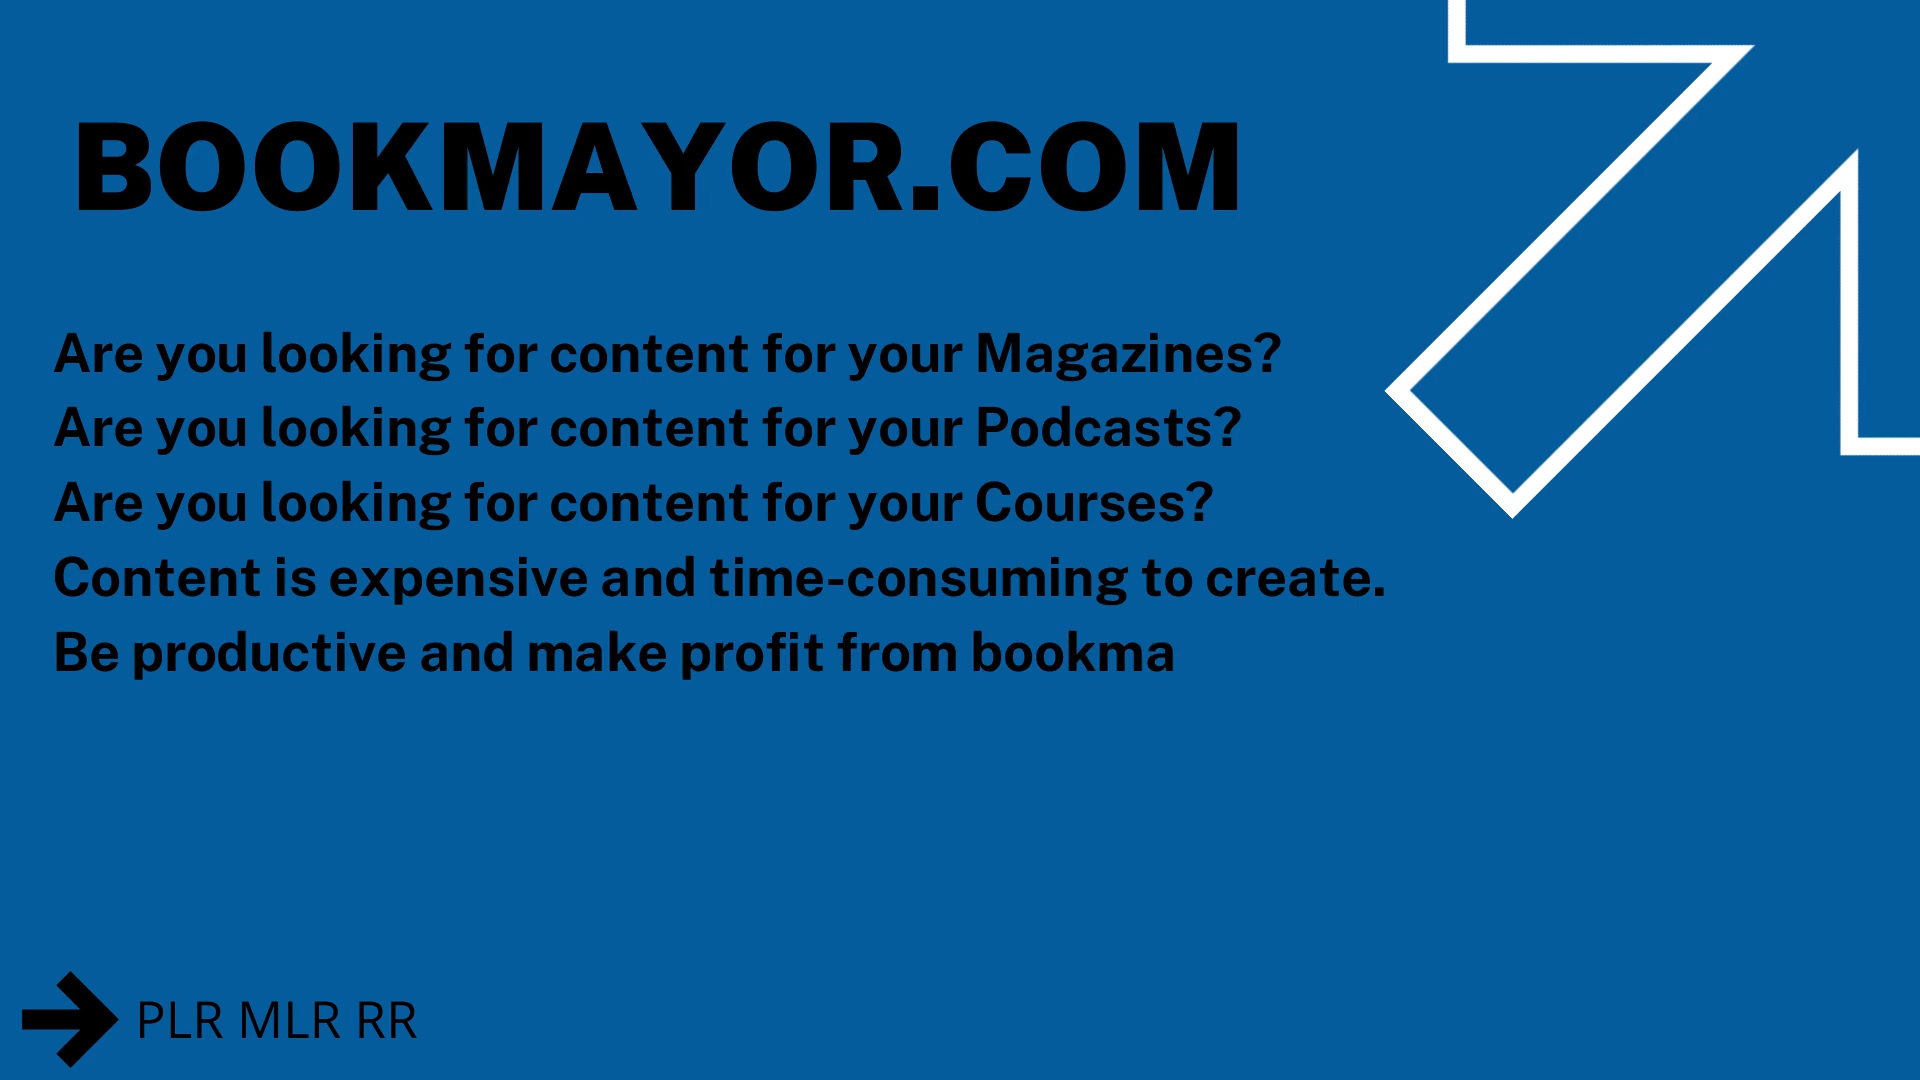 BOOKMAYOR.COM
Are you looking for content for your Magazines?
Are you looking for content for your Podcasts?
Are you looking for content for your Courses?
Content is expensive and time-consuming to create.
Be productive and make profit from bookma
PLR MLR RR